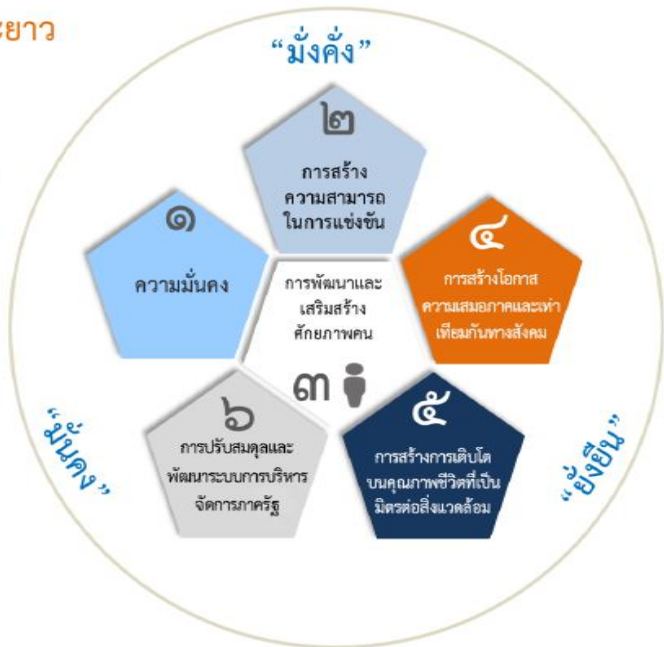 ะยาว
“มั่งคั่ง”
๒
การสร้าง
ความสามารถ
ในการแข่งขัน
๑
ความมั่นคง
๔
การสร้างโอกาส
ความเสมอภาคและเท่า
เทียมกันทางสังคม
การพัฒนาและ
เสริมสร้าง
ศักยภาพคน
๓
๖
การปรับสมดุลและ
พัฒนาระบบการบริหาร
จัดการภาครัฐ
๕
การสร้างการเติบโต
บนคุณภาพชีวิตที่เป็น
มิตรต่อสิ่งแวดล้อม
“มั่นคง”
“ยั่งยืน”